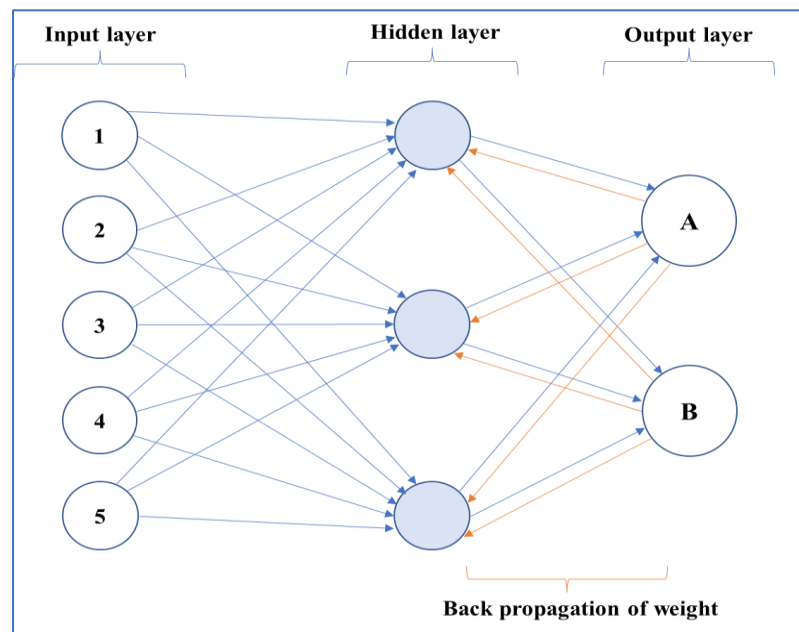 Input layer
Hidden layer
Output layer
1
2
3
4
5
A
B
Back propagation of weight